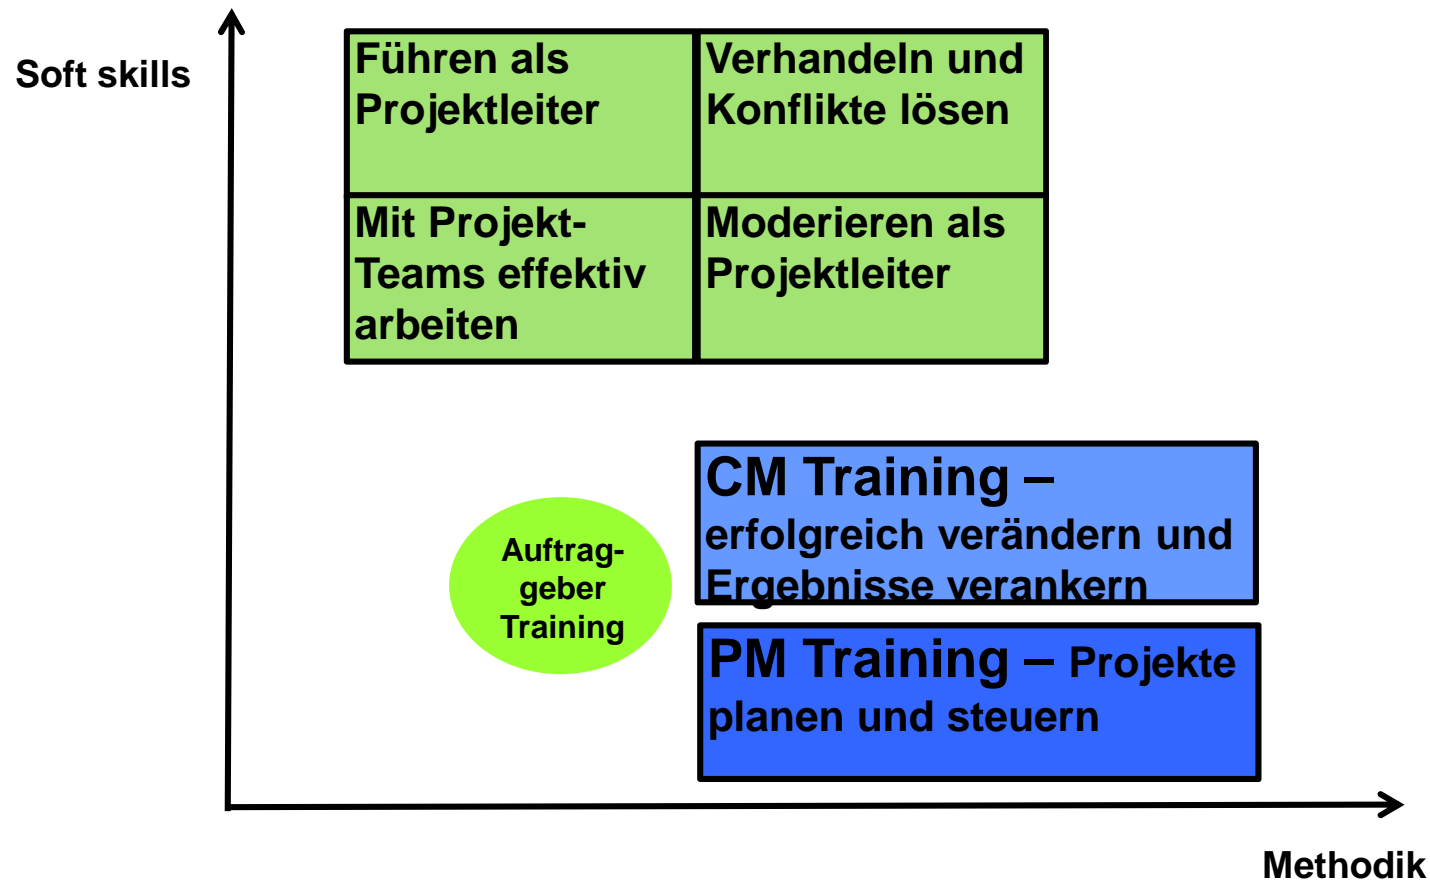 Soft skills
Führen als
Projektleiter
Verhandeln und
Konflikte lösen
Mit Projekt-
Teams effektiv
arbeiten
Moderieren als
Projektleiter
Auftrag-
geber
Training
CM Training –
erfolgreich verändern und
Ergebnisse verankern
PM Training – Projekte
planen und steuern
Methodik